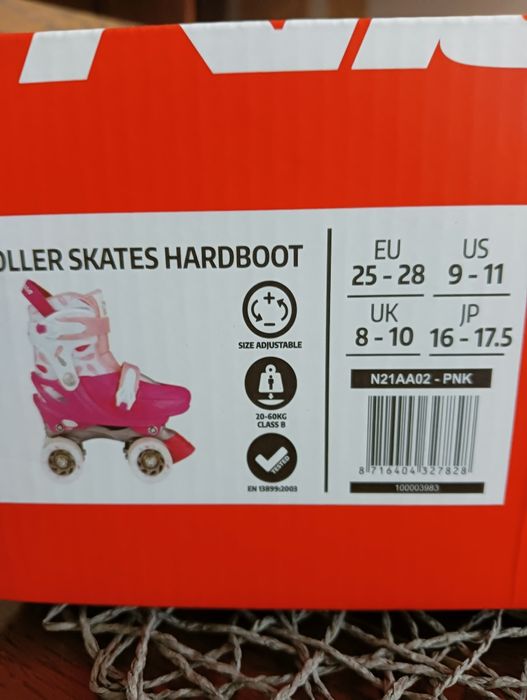 OLLER SKATES HARDBOOT
SIZE ADJUSTABLE
20-60KG
CLASS B
TESTED
EN 13899:2003
EU US
25 - 28 9 - 11
UK JP
8 - 10 16 - 17.5
N21AA02 - PNK
8 716404 327828
100003983